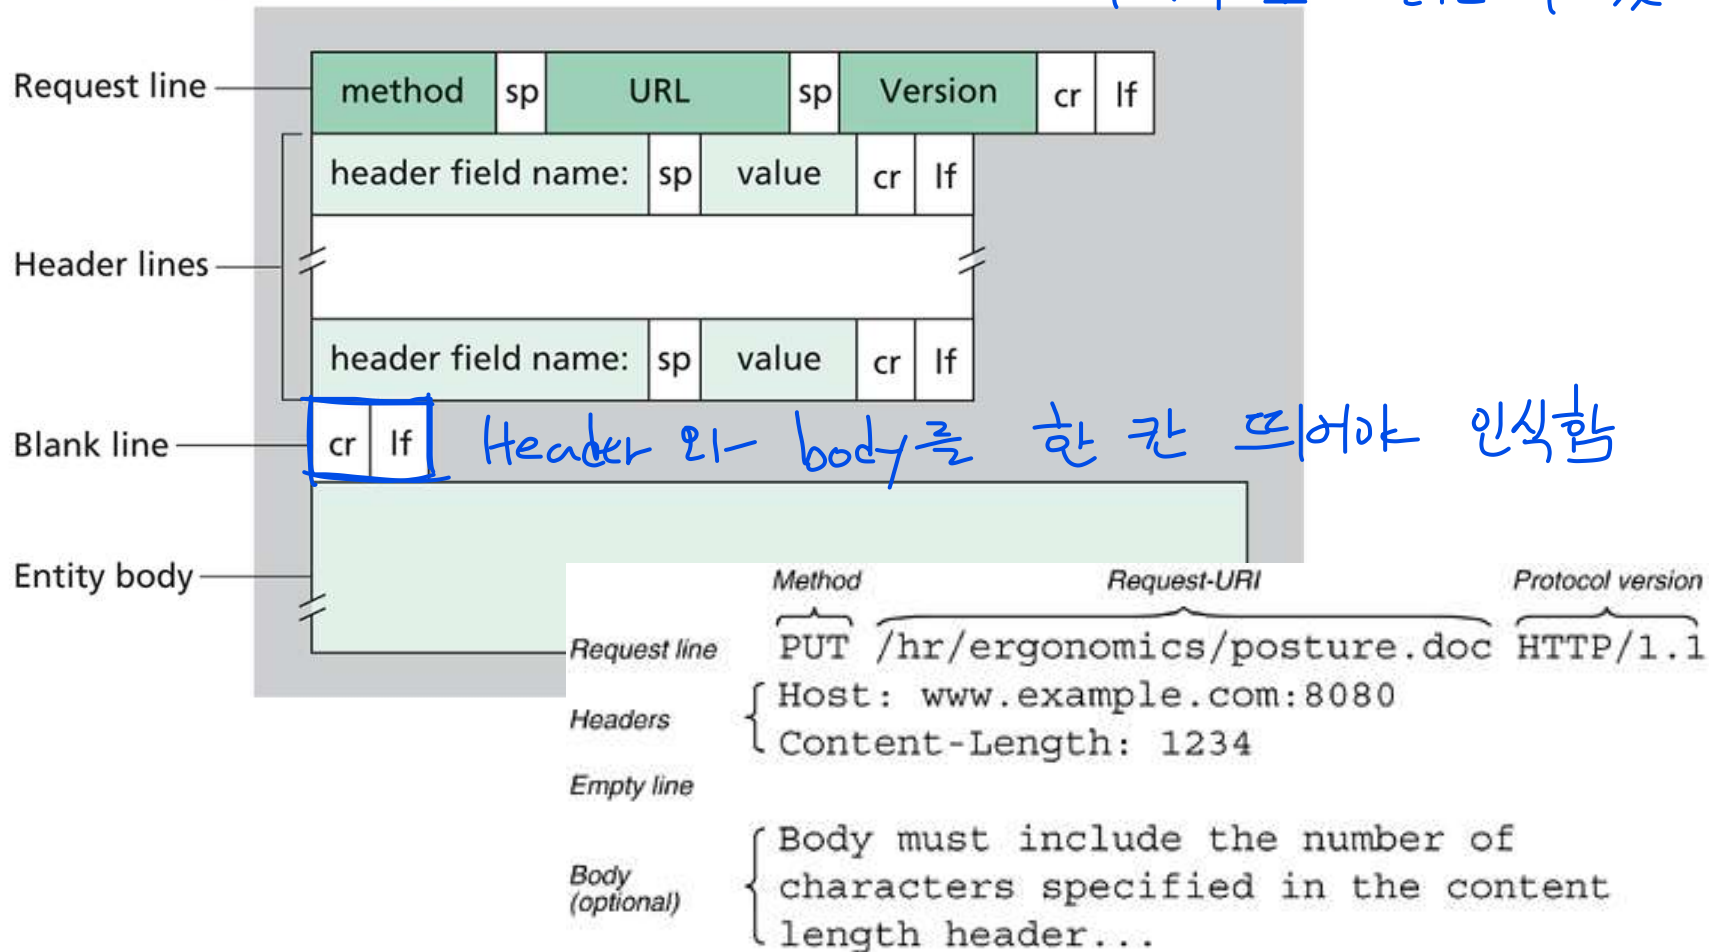 Request line method sp URL sp Version cr lf
header field name: sp value cr lf
Header lines
header field name: sp value cr lf
Blank line cr lf Header 와 body를 한 칸 띄어야 인식함
Entity body
Method Request-URI Protocol version
Request line PUT /hr/ergonomics/posture.doc HTTP/1.1
Headers Host: www.example.com:8080
Content-Length: 1234
Empty line
Body must include the number of
Body (optional) characters specified in the content
length header...